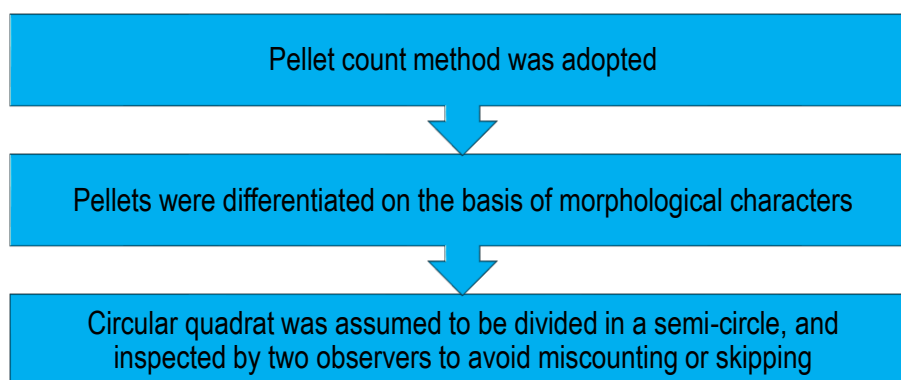 Pellet count method was adopted
Pellets were differentiated on the basis of morphological characters
Circular quadrat was assumed to be divided in a semi-circle, and
inspected by two observers to avoid miscounting or skipping